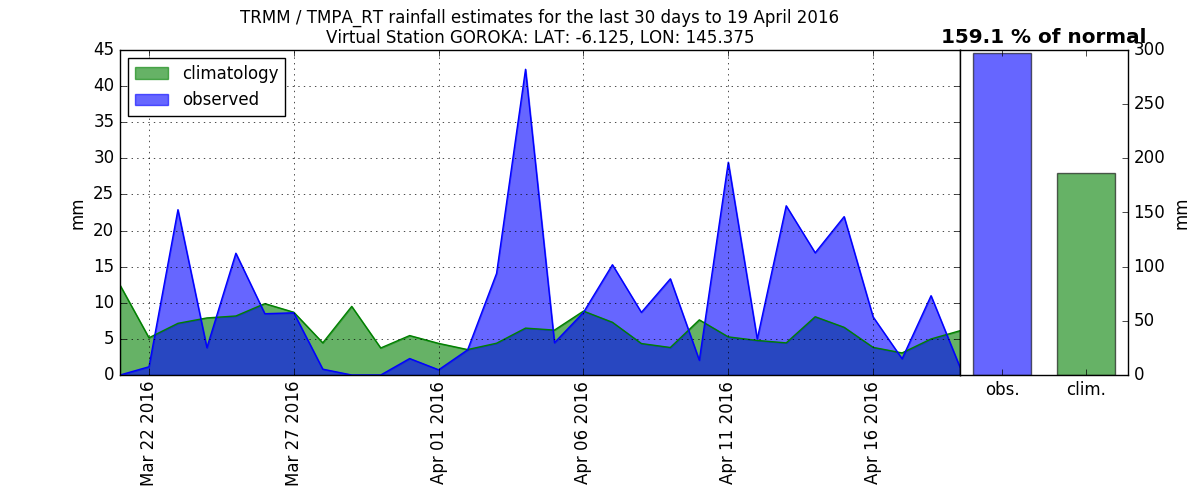 TRMM / TMPA_RT rainfall estimates for the last 30 days to 19 April 2016
Virtual Station GOROKA: LAT: -6.125, LON: 145.375
159.1 % of normal
climatology
observed
45
40
35
30
25
20
15
10
5
0
mm
Mar 22 2016
Mar 27 2016
Apr 01 2016
Apr 06 2016
Apr 11 2016
Apr 16 2016
300
250
200
150
100
50
0
mm
obs.
clim.